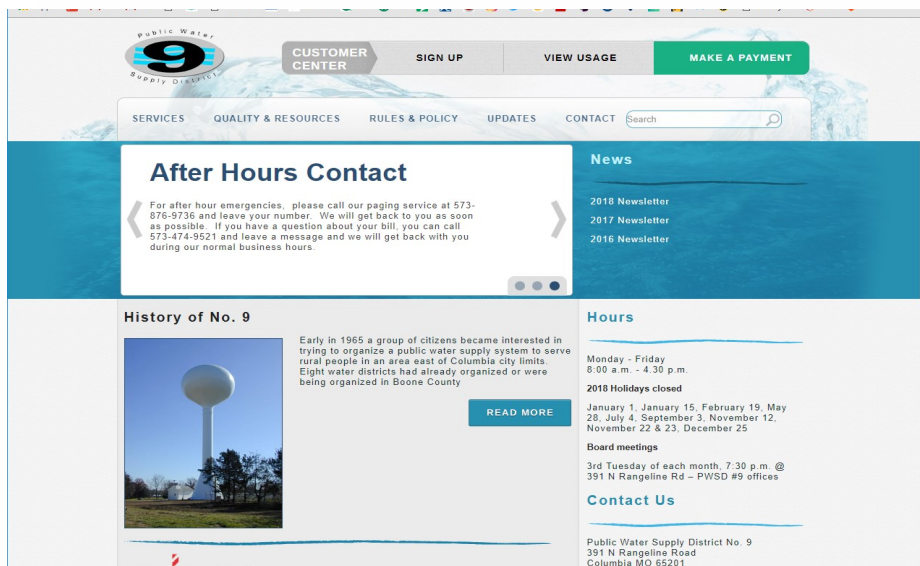 Public Water
9
Supply District
CUSTOMER
CENTER
SIGN UP
VIEW USAGE
MAKE A PAYMENT
SERVICES
QUALITY & RESOURCES
RULES & POLICY
UPDATES
CONTACT
Search
After Hours Contact
For after hour emergencies, please call our paging service at 573-
876-9736 and leave your number. We will get back to you as soon
as possible. If you have a question about your bill, you can call
573-474-9521 and leave a message and we will get back with you
during our normal business hours.
News
2018 Newsletter
2017 Newsletter
2016 Newsletter
History of No. 9
Early in 1965 a group of citizens became interested in
trying to organize a public water supply system to serve
rural people in an area east of Columbia city limits.
Eight water districts had already organized or were
being organized in Boone County
READ MORE
Hours
Monday - Friday
8:00 a.m. - 4.30 p.m.
2018 Holidays closed
January 1, January 15, February 19, May
28, July 4, September 3, November 12,
November 22 & 23, December 25
Board meetings
3rd Tuesday of each month, 7:30 p.m. @
391 N Rangeline Rd – PWSD #9 offices
Contact Us
Public Water Supply District No. 9
391 N Rangeline Road
Columbia MO 65201